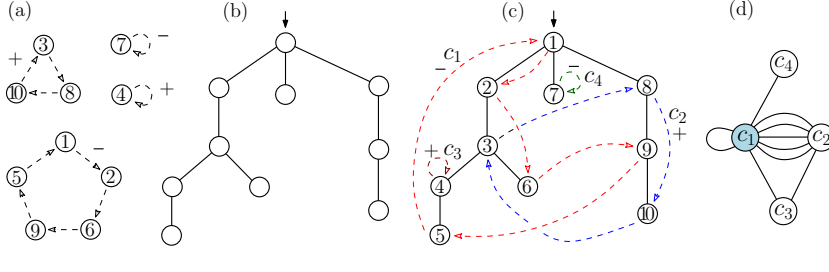 (a)
+ 3
10 8
7 −
4 +
1 −
5 2
9 6
(b)
(c)
1
− c₁
2 7 − c₄ 8
c₂
+
3 9
+ c₃
4 6 10
5
(d)
c₄
c₁ c₂
c₃